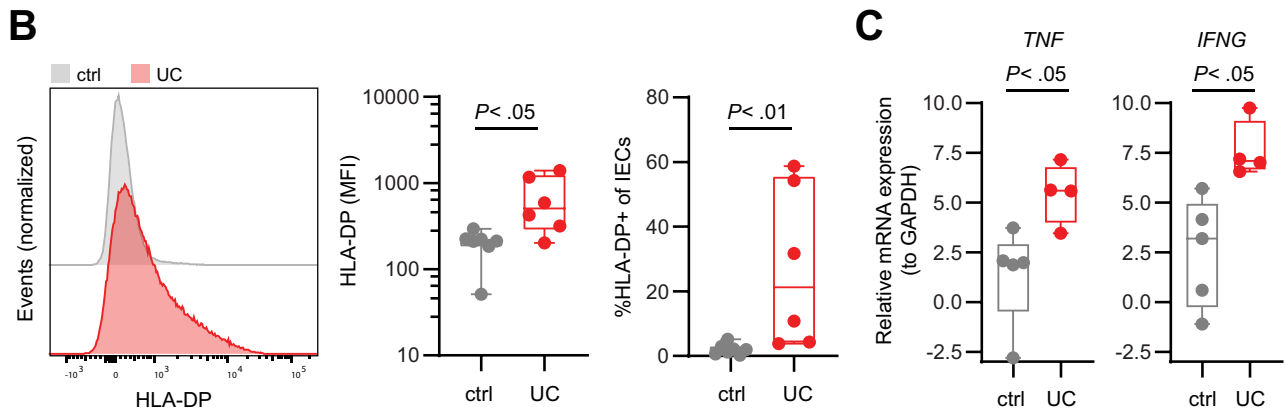 B
ctrl UC
Events (normalized)
-10³ 0 10³ 10⁴ 10⁵
HLA-DP
HLA-DP (MFI)
10000
1000
100
10
P< .05
ctrl UC
%HLA-DP+ of IECs
80
60
40
20
0
P< .01
ctrl UC
C
Relative mRNA expression
(to GAPDH)
TNF
P< .05
10.0
7.5
5.0
2.5
0.0
-2.5
ctrl UC
IFNG
P< .05
10.0
7.5
5.0
2.5
0.0
-2.5
ctrl UC